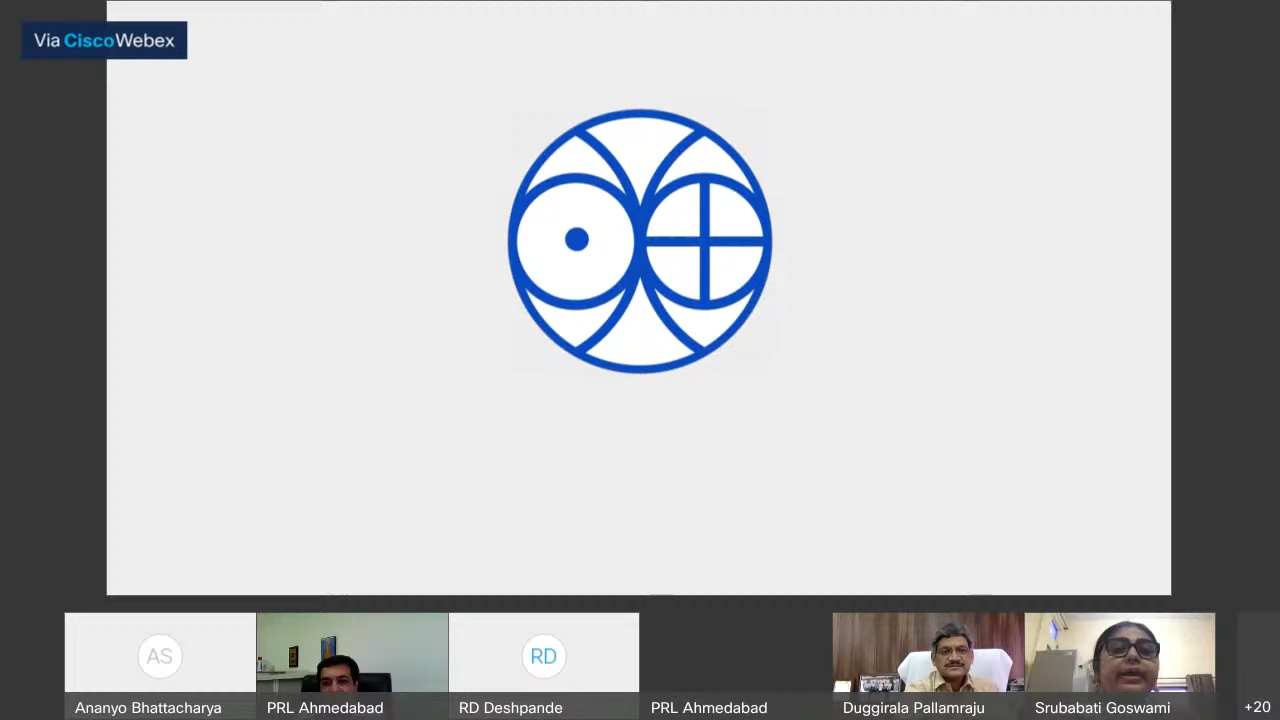 Via CiscoWebex
AS
RD
Ananyo Bhattacharya
PRL Ahmedabad
RD Deshpande
PRL Ahmedabad
Duggirala Pallamraju
Srubabati Goswami
+20